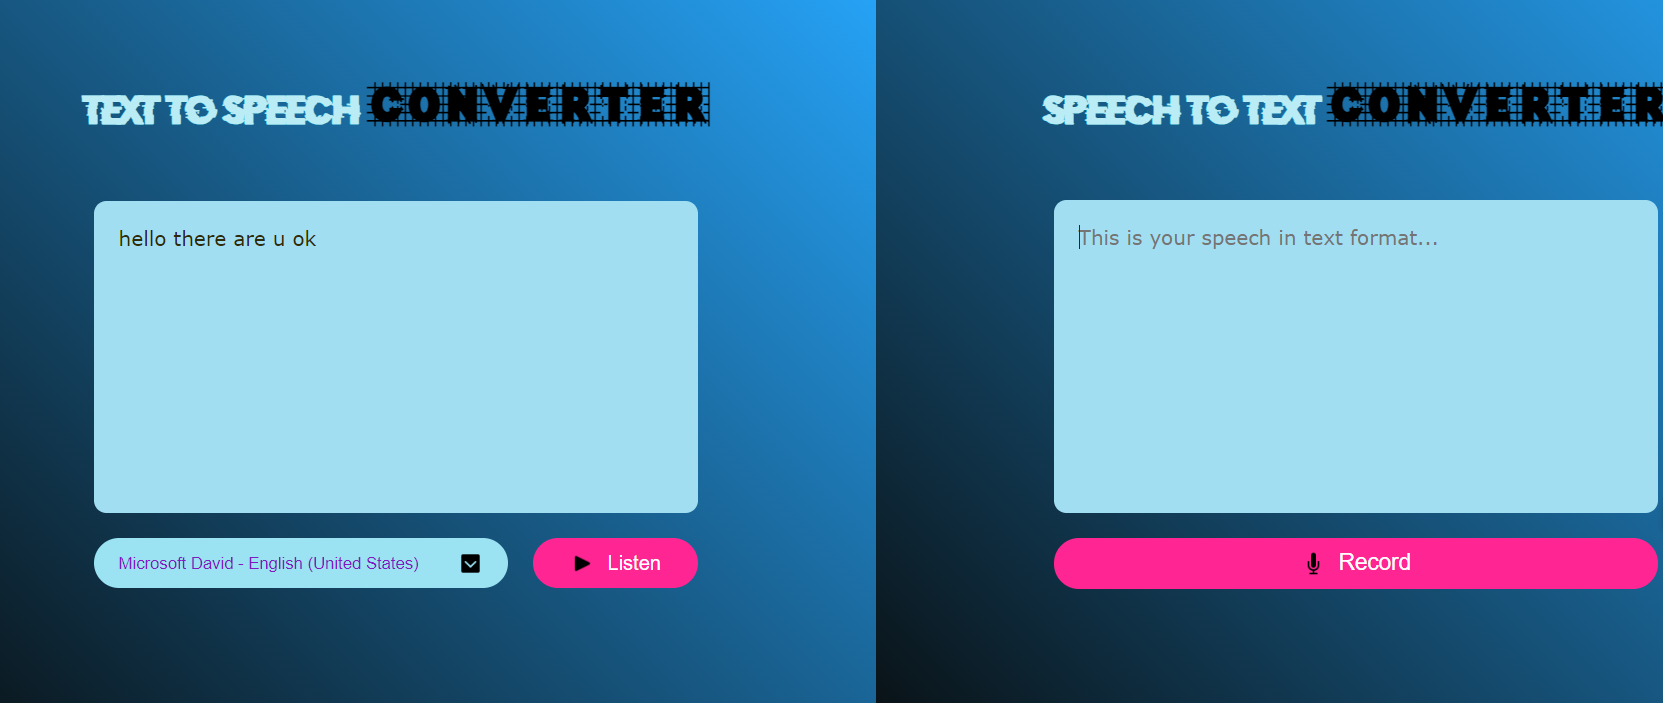 TEXT TO SPEECH CONVERTER
hello there are u ok
Microsoft David - English (United States)
Listen
SPEECH TO TEXT CONVERTER
This is your speech in text format...
Record